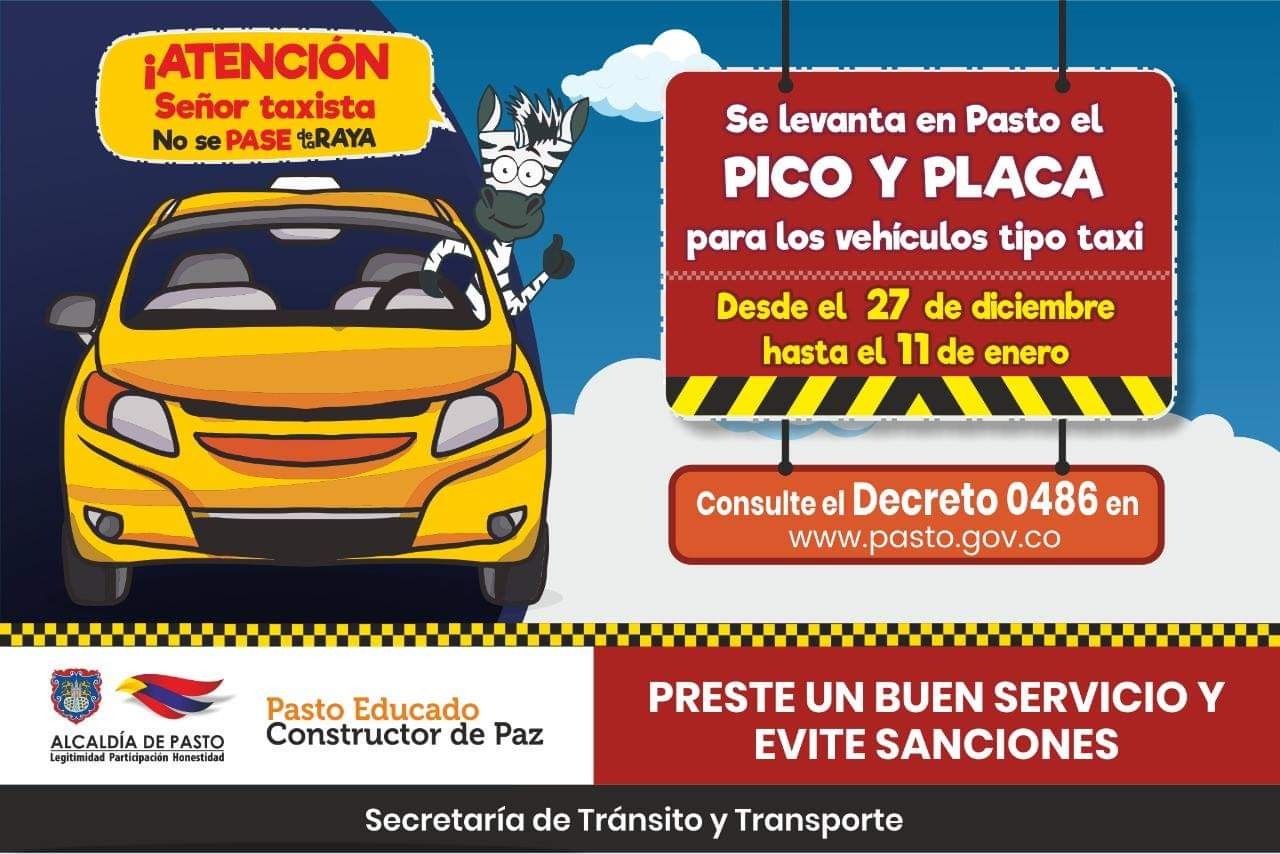 ¡ATENCIÓN
Señor taxista
No se PASE de la RAYA
Se levanta en Pasto el
PICO Y PLACA
para los vehículos tipo taxi
Desde el 27 de diciembre
hasta el 11 de enero
Consulte el Decreto 0486 en
www.pasto.gov.co
ALCALDÍA DE PASTO
Legitimidad Participación Honestidad
Pasto Educado
Constructor de Paz
PRESTE UN BUEN SERVICIO Y
EVITE SANCIONES
Secretaría de Tránsito y Transporte